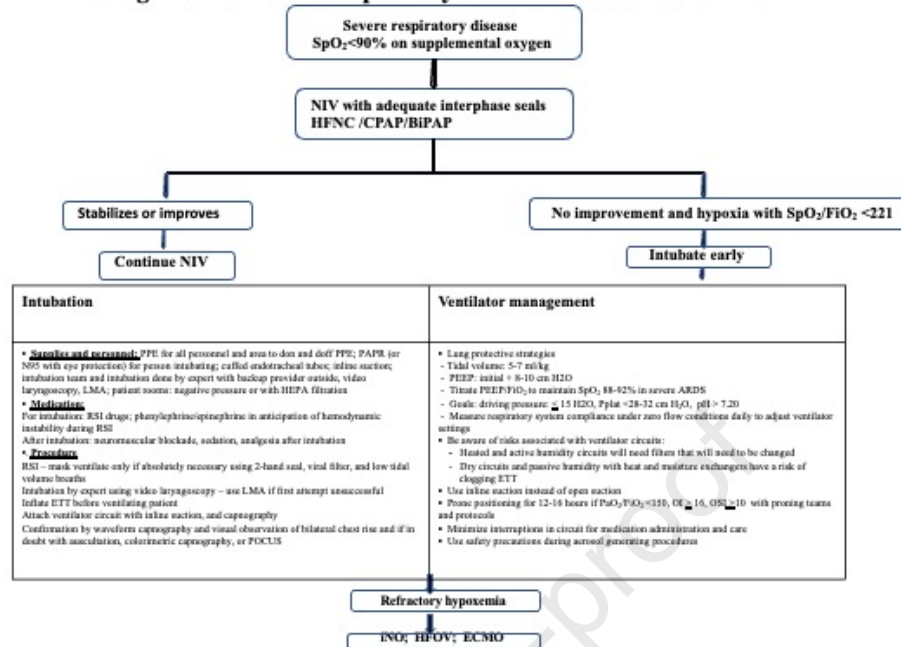 Severe respiratory disease
SpO₂<90% on supplemental oxygen
NIV with adequate interphase seals
HFNC /CPAP/BiPAP
Stabilizes or improves
No improvement and hypoxia with SpO₂/FiO₂ <221
Continue NIV
Intubate early
Intubation
▪ Supplies and personnel: PPE for all personnel and area to don and doff PPE; PAPR (or
N95 with eye protection) for person intubating; cuffed endotracheal tubes; inline suction;
intubation team and intubation done by expert with backup provider outside, video
laryngoscopy, LMA; patient rooms: negative pressure or with HEPA filtration
▪ Medication:
For intubation: RSI drugs; phenylephrine/epinephrine in anticipation of hemodynamic
instability during RSI
After intubation: neuromuscular blockade, sedation, analgesia after intubation
▪ Procedure
RSI – mask ventilate only if absolutely necessary using 2-hand seal, viral filter, and low tidal
volume breaths
Intubation by expert using video laryngoscopy – use LMA if first attempt unsuccessful
Inflate ETT before ventilating patient
Attach ventilator circuit with inline suction, and capnography
Confirmation by waveform capnography and visual observation of bilateral chest rise and if in
doubt with auscultation, colorimetric capnography, or POCUS
Ventilator management
▪ Lung protective strategies
- Tidal volume: 5-7 ml/kg
- PEEP: initial + 8-10 cm H2O
Titrate PEEP/FiO₂ to maintain SpO₂ 88-92% in severe ARDS
- Goals: driving pressure: ≤ 15 H2O, Pplat <28-32 cm H₂O, pH > 7.20
- Measure respiratory system compliance under zero flow conditions daily to adjust ventilator
settings
▪ Be aware of risks associated with ventilator circuits:
- Heated and active humidity circuits will need filters that will need to be changed
- Dry circuits and passive humidity with heat and moisture exchangers have a risk of
clogging ETT
▪ Use inline suction instead of open suction
▪ Prone positioning for 12-16 hours if PaO₂/FiO₂<150, OI ≥ 16, OSI ≥10 with proning teams
and protocols
▪ Minimize interruptions in circuit for medication administration and care
▪ Use safety precautions during aerosol generating procedures
Refractory hypoxemia
iNO; HFOV; ECMO